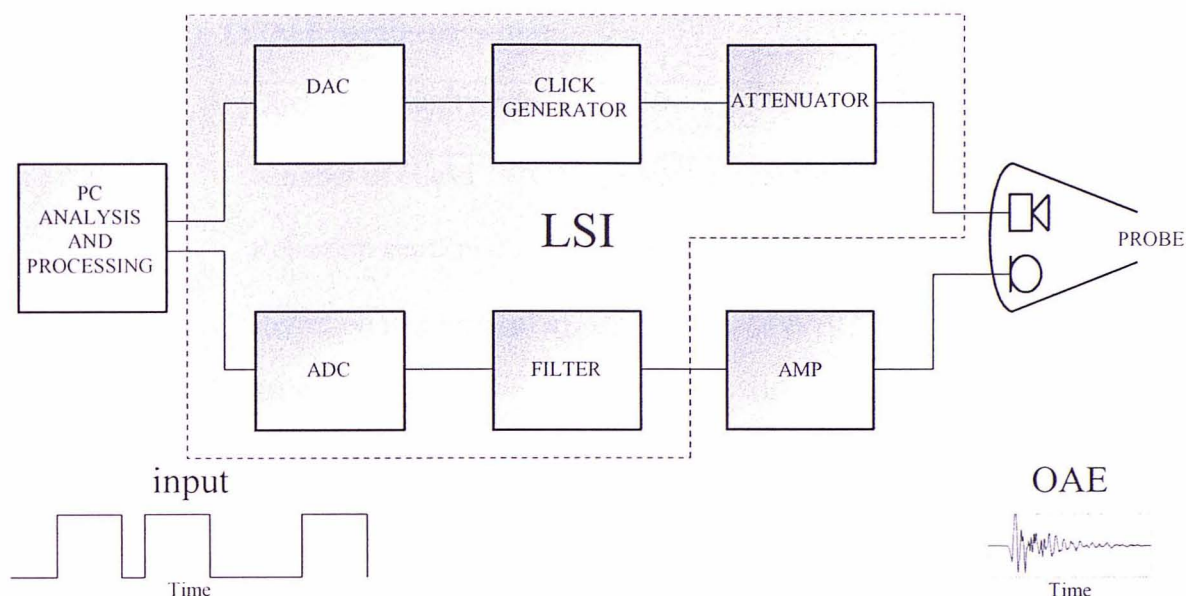 DAC
CLICK
GENERATOR
ATTENUATOR
PC
ANALYSIS
AND
PROCESSING
LSI
PROBE
ADC
FILTER
AMP
input
OAE
Time
Time